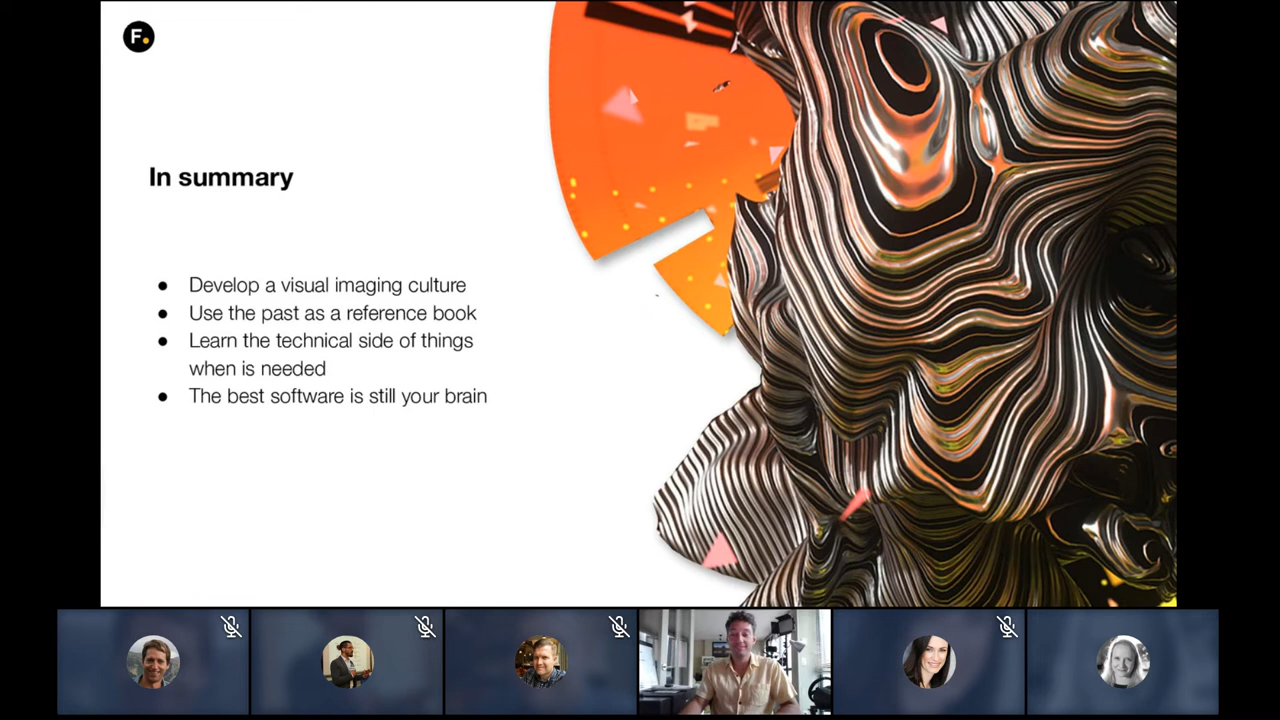 F.
In summary
● Develop a visual imaging culture
● Use the past as a reference book
● Learn the technical side of things
when is needed
● The best software is still your brain